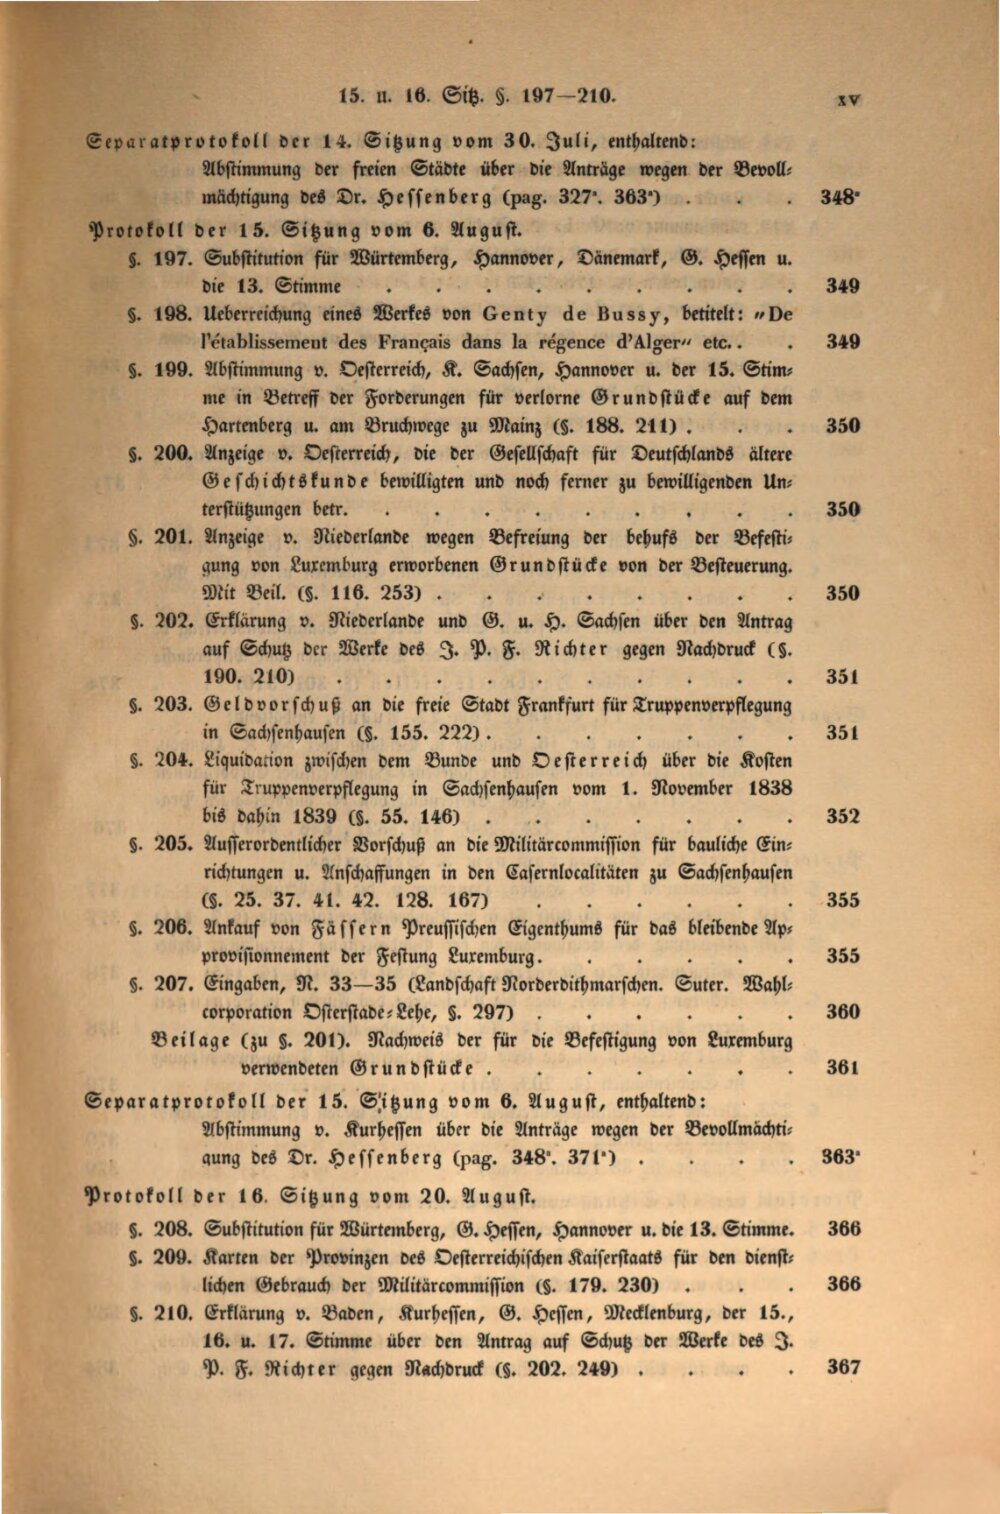 15. u. 16. Sitz. §. 197—210. XV
Separatprotokoll der 14. Sitzung vom 30. Juli, enthaltend:
Abstimmung der freien Städte über die Anträge wegen der Bevoll-
mächtigung des Dr. Hessenberg (pag. 327ª. 363ª) . . . 348ª
Protokoll der 15. Sitzung vom 6. August.
§. 197. Substitution für Würtemberg, Hannover, Dänemark, G. Hessen u.
die 13. Stimme . . . . . . . . . 349
§. 198. Ueberreichung eines Werkes von Genty de Bussy, betitelt: „De
l'établissement des Français dans la régence d'Alger" etc. . . 349
§. 199. Abstimmung v. Oesterreich, K. Sachsen, Hannover u. der 15. Stim-
me in Betreff der Forderungen für verlorne Grundstücke auf dem
Hartenberg u. am Bruchwege zu Mainz (§. 188. 211) . . . 350
§. 200. Anzeige v. Oesterreich, die der Gesellschaft für Deutschlands ältere
Geschichtskunde bewilligten und noch ferner zu bewilligenden Un-
terstützungen betr. . . . . . . . . . 350
§. 201. Anzeige v. Niederlande wegen Befreiung der behufs der Befesti-
gung von Luxemburg erworbenen Grundstücke von der Besteuerung.
Mit Beil. (§. 116. 253) . . . . . . . . 350
§. 202. Erklärung v. Niederlande und G. u. H. Sachsen über den Antrag
auf Schutz der Werke des J. P. F. Richter gegen Nachdruck (§.
190. 210) . . . . . . . . . . 351
§. 203. Geldvorschuß an die freie Stadt Frankfurt für Truppenverpflegung
in Sachsenhausen (§. 155. 222) . . . . . . . 351
§. 204. Liquidation zwischen dem Bunde und Oesterreich über die Kosten
für Truppenverpflegung in Sachsenhausen vom 1. November 1838
bis dahin 1839 (§. 55. 146) . . . . . . . 352
§. 205. Ausserordentlicher Vorschuß an die Militärcommission für bauliche Ein-
richtungen u. Anschaffungen in den Casernlocalitäten zu Sachsenhausen
(§. 25. 37. 41. 42. 128. 167) . . . . . . 355
§. 206. Ankauf von Fässern Preussischen Eigenthums für das bleibende Ap-
provisionnement der Festung Luxemburg. . . . . . 355
§. 207. Eingaben, N. 33—35 (Landschaft Norderdithmarschen. Suter. Wahl-
corporation Osterstade-Lehe, §. 297) . . . . . . 360
Beilage (zu §. 201). Nachweis der für die Befestigung von Luxemburg
verwendeten Grundstücke . . . . . . . 361
Separatprotokoll der 15. Sitzung vom 6. August, enthaltend:
Abstimmung v. Kurhessen über die Anträge wegen der Bevollmächti-
gung des Dr. Hessenberg (pag. 348ª. 371ª) . . . . 363ª
Protokoll der 16. Sitzung vom 20. August.
§. 208. Substitution für Würtemberg, G. Hessen, Hannover u. die 13. Stimme. 366
§. 209. Karten der Provinzen des Oesterreichischen Kaiserstaats für den dienst-
lichen Gebrauch der Militärcommission (§. 179. 230) . . . 366
§. 210. Erklärung v. Baden, Kurhessen, G. Hessen, Mecklenburg, der 15.,
16. u. 17. Stimme über den Antrag auf Schutz der Werke des J.
P. F. Richter gegen Nachdruck (§. 202. 249) . . . . 367